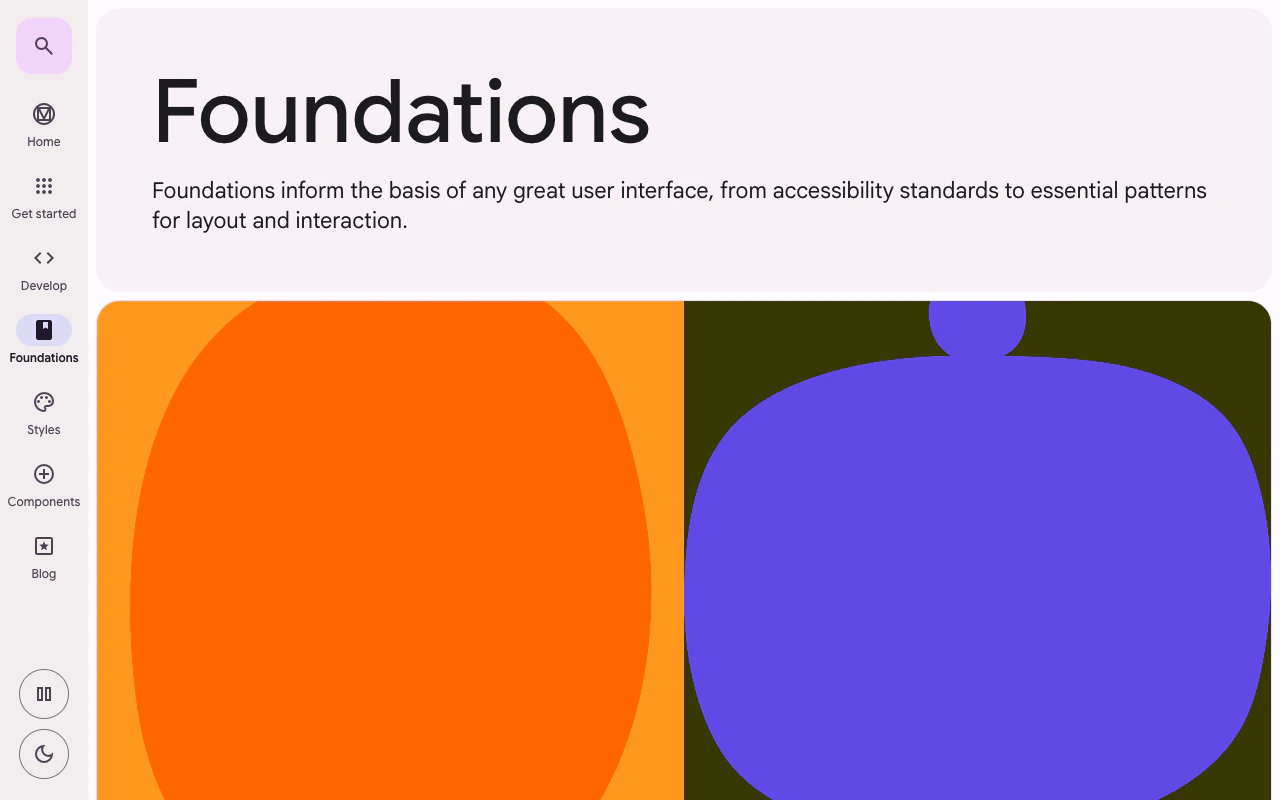 Home
Get started
Develop
Foundations
Styles
Components
Blog
Foundations
Foundations inform the basis of any great user interface, from accessibility standards to essential patterns
for layout and interaction.